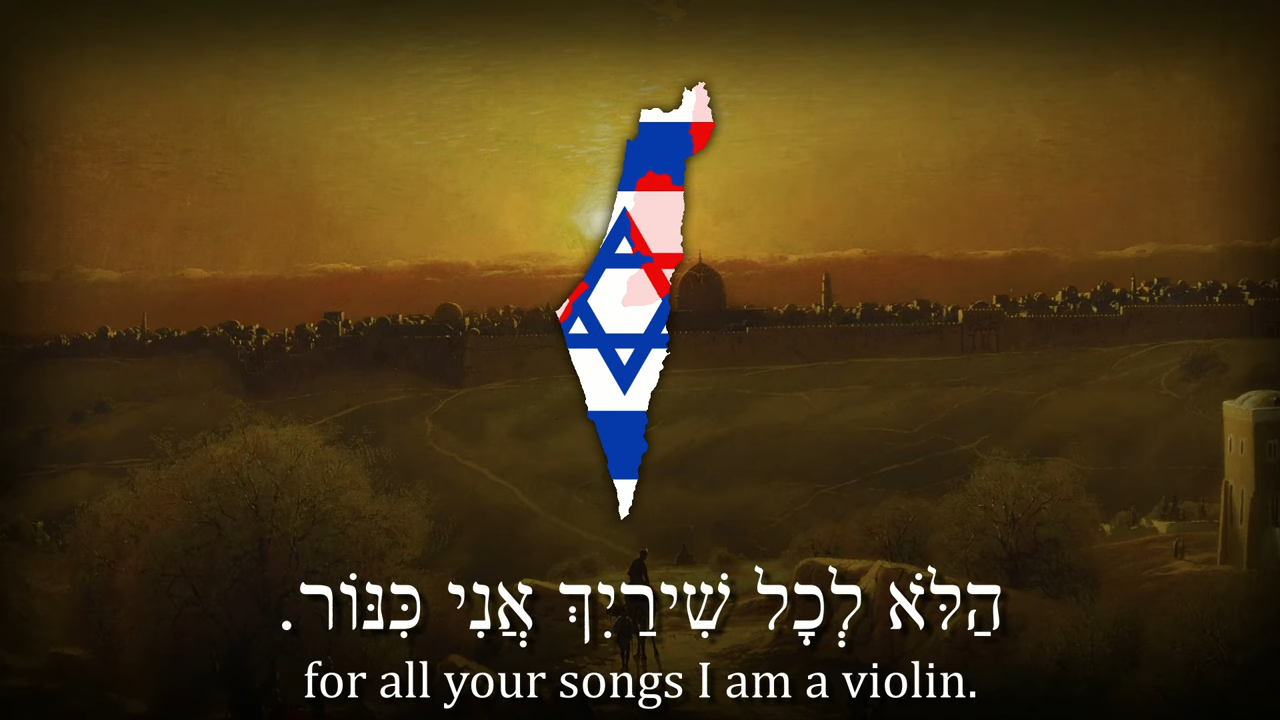 הַלֹּא לְכָל שִׁירַיִךְ אֲנִי כִּנּוֹר.
for all your songs I am a violin.